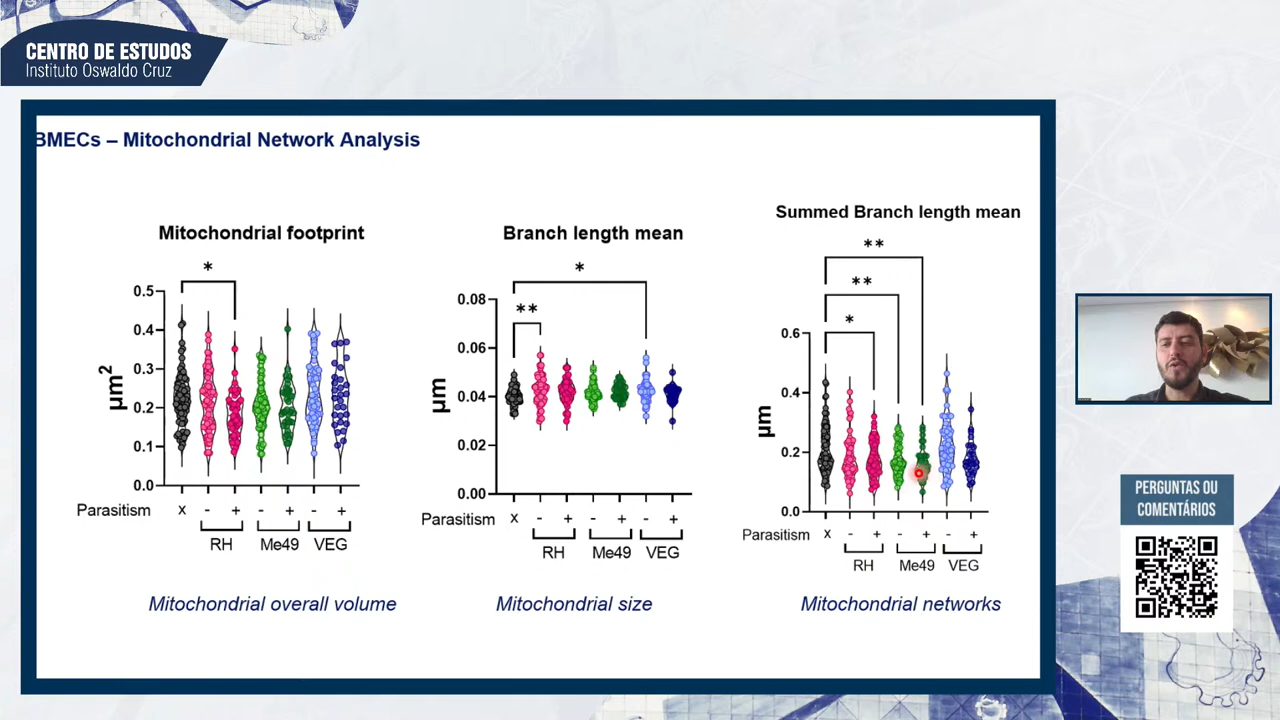 CENTRO DE ESTUDOS
Instituto Oswaldo Cruz
BMECs – Mitochondrial Network Analysis
Mitochondrial footprint
*
0.5
0.4
0.3
0.2
0.1
0.0
µm²
Parasitism x - + - + - +
RH Me49 VEG
Mitochondrial overall volume
Branch length mean
*
**
0.08
0.06
0.04
0.02
0.00
µm
Parasitism x - + - + - +
RH Me49 VEG
Mitochondrial size
Summed Branch length mean
**
**
*
0.6
0.4
0.2
0.0
µm
Parasitism x - + - + - +
RH Me49 VEG
Mitochondrial networks
PERGUNTAS OU
COMENTÁRIOS